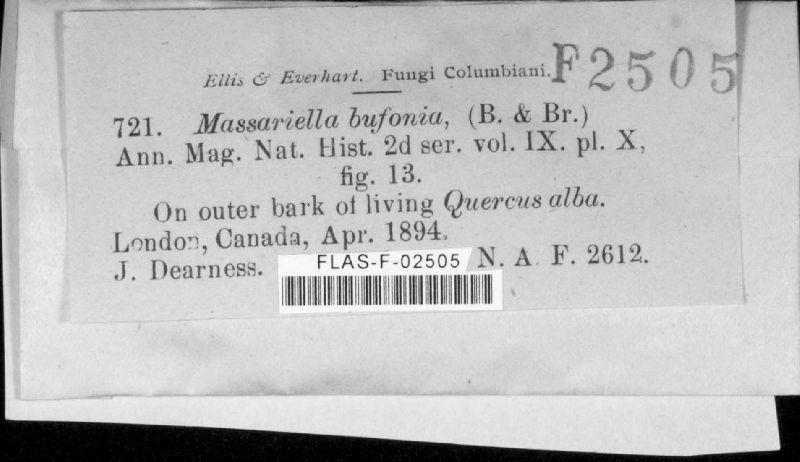 Ellis & Everhart. Fungi Columbiani. F2505
721. Massariella bufonia, (B. & Br.)
Ann. Mag. Nat. Hist. 2d ser. vol. IX. pl. X,
fig. 13.
On outer bark of living Quercus alba.
London, Canada, Apr. 1894.
J. Dearness. N. A. F. 2612.
FLAS-F-02505